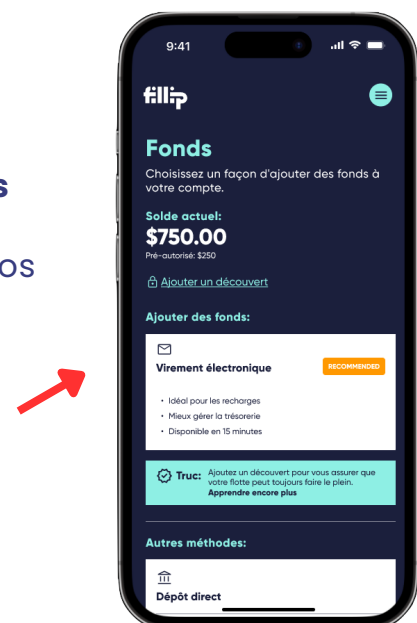 s
os
9:41
fillip
Fonds
Choisissez un façon d'ajouter des fonds à
votre compte.
Solde actuel:
$750.00
Pré-autorisé: $250
Ajouter un découvert
Ajouter des fonds:
Virement électronique
RECOMMENDED
• Idéal pour les recharges
• Mieux gérer la trésorerie
• Disponible en 15 minutes
Truc: Ajoutez un découvert pour vous assurer que
votre flotte peut toujours faire le plein.
Apprendre encore plus
Autres méthodes:
Dépôt direct